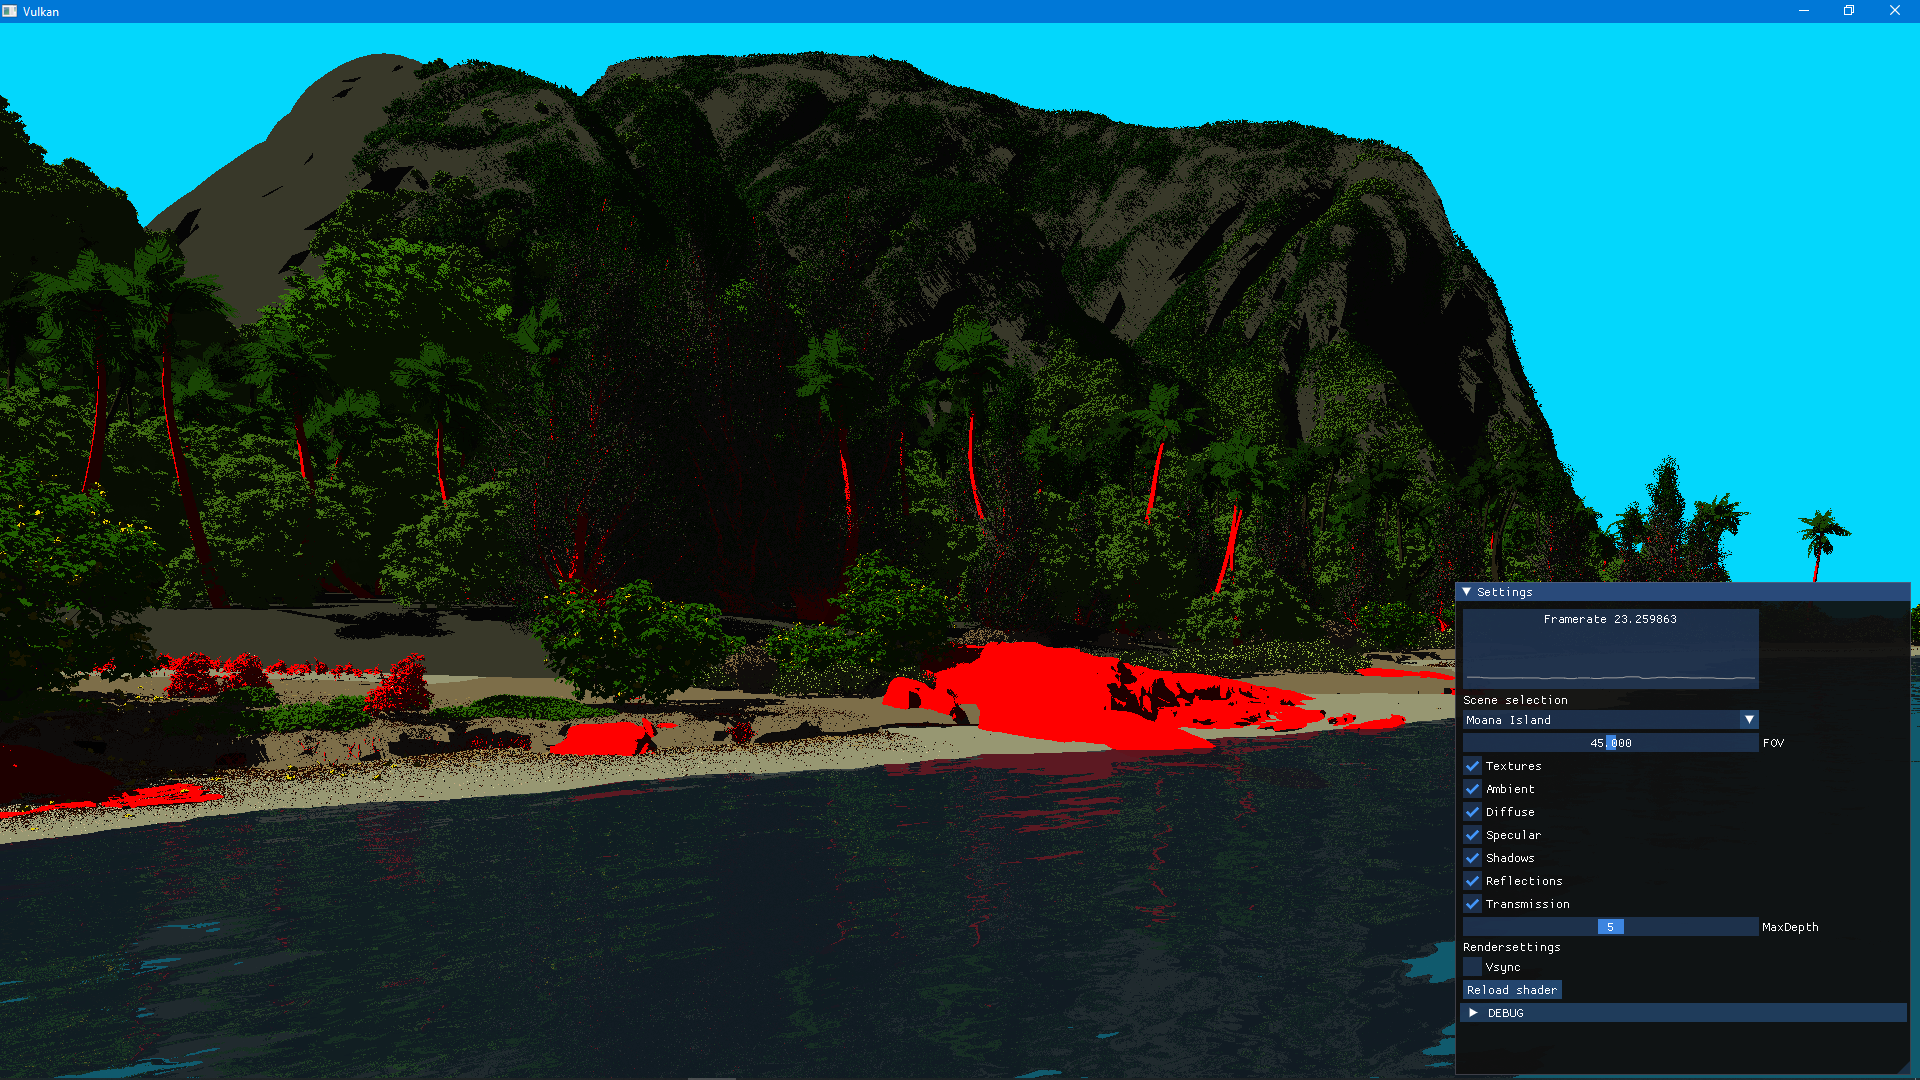 Vulkan
Settings
Framerate 23.259863
Scene selection
Moana Island
45.000 FOV
Textures
Ambient
Diffuse
Specular
Shadows
Reflections
Transmission
5 MaxDepth
Rendersettings
Vsync
Reload shader
DEBUG